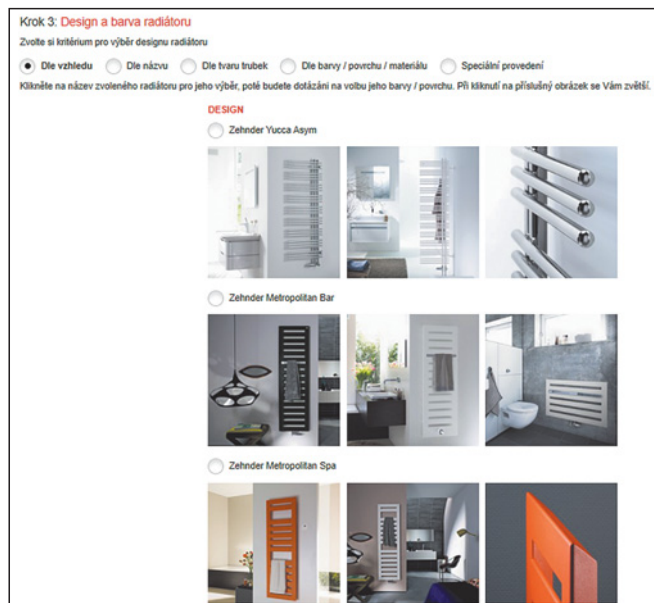 Krok 3: Design a barva radiátoru
Zvolte si kritérium pro výběr designu radiátoru
Dle vzhledu Dle názvu Dle tvaru trubek Dle barvy / povrchu / materiálu Speciální provedení
Klikněte na název zvoleného radiátoru pro jeho výběr, poté budete dotázáni na volbu jeho barvy / povrchu. Při kliknutí na příslušný obrázek se Vám zvětší.
DESIGN
Zehnder Yucca Asym
Zehnder Metropolitan Bar
Zehnder Metropolitan Spa